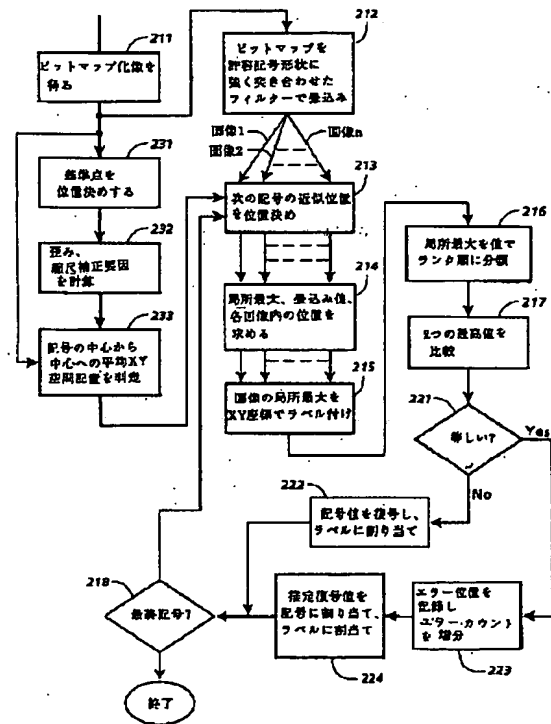 211
ビットマップ化像を
得る
212
ビットマップを
許容記号形状に
強く突き合わせた
フィルターで畳込み
画像1
画像2
画像n
231
基準点を
位置決めする
213
次の記号の近似位置
を位置決め
232
歪み、
縮尺補正要因
を計算
214
局所最大、畳込み値、
各画像内の位置を
求める
233
記号の中心から
中心への平均XY
空間配置を判定
215
画像の局所最大を
XY座標でラベル付け
216
局所最大を値で
ランク順に分類
217
2つの最高値を
比較
221
等しい?
Yes
No
222
記号値を復号し、
ラベルに割り当て
218
最終記号?
推定復号値を
記号に割り当て、
ラベルに割当て
224
エラー位置を
記録し
エラー・カウント
を増分
223
終了